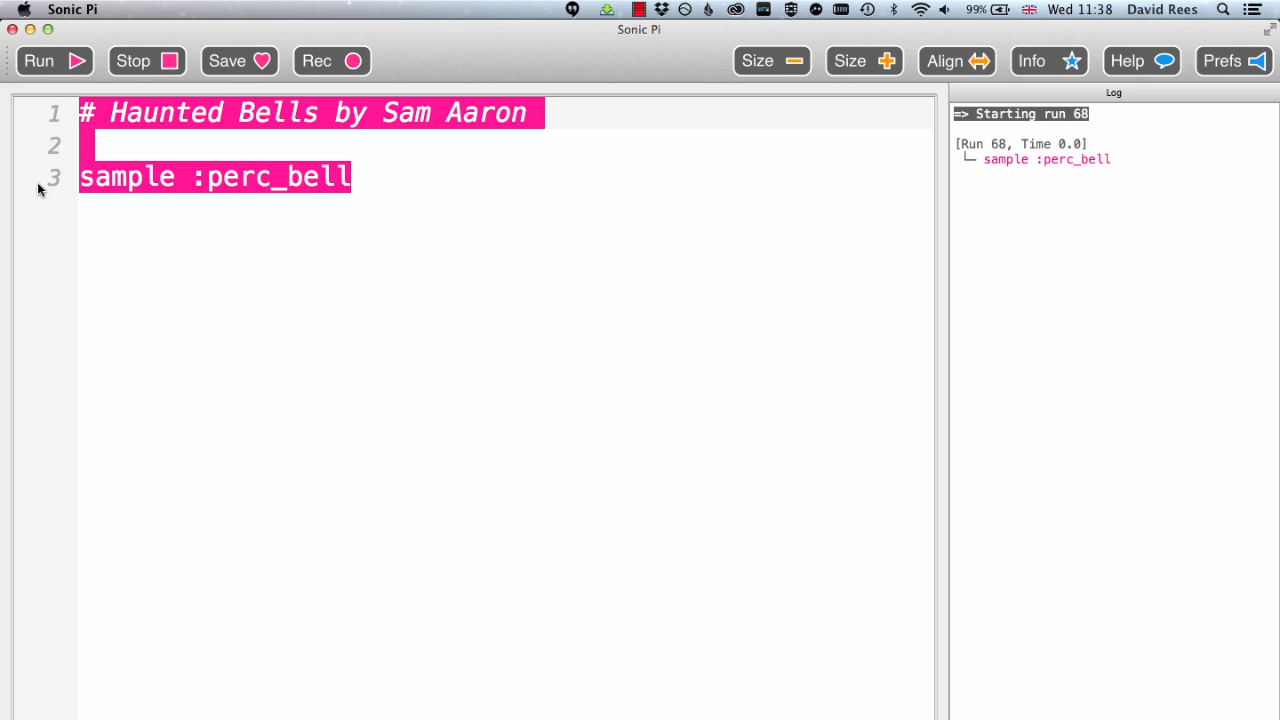 Sonic Pi 99% Wed 11:38 David Rees
Sonic Pi
Run Stop Save Rec Size Size Align Info Help Prefs
Log
1 # Haunted Bells by Sam Aaron
2
3 sample :perc_bell
=> Starting run 68
[Run 68, Time 0.0]
└─ sample :perc_bell